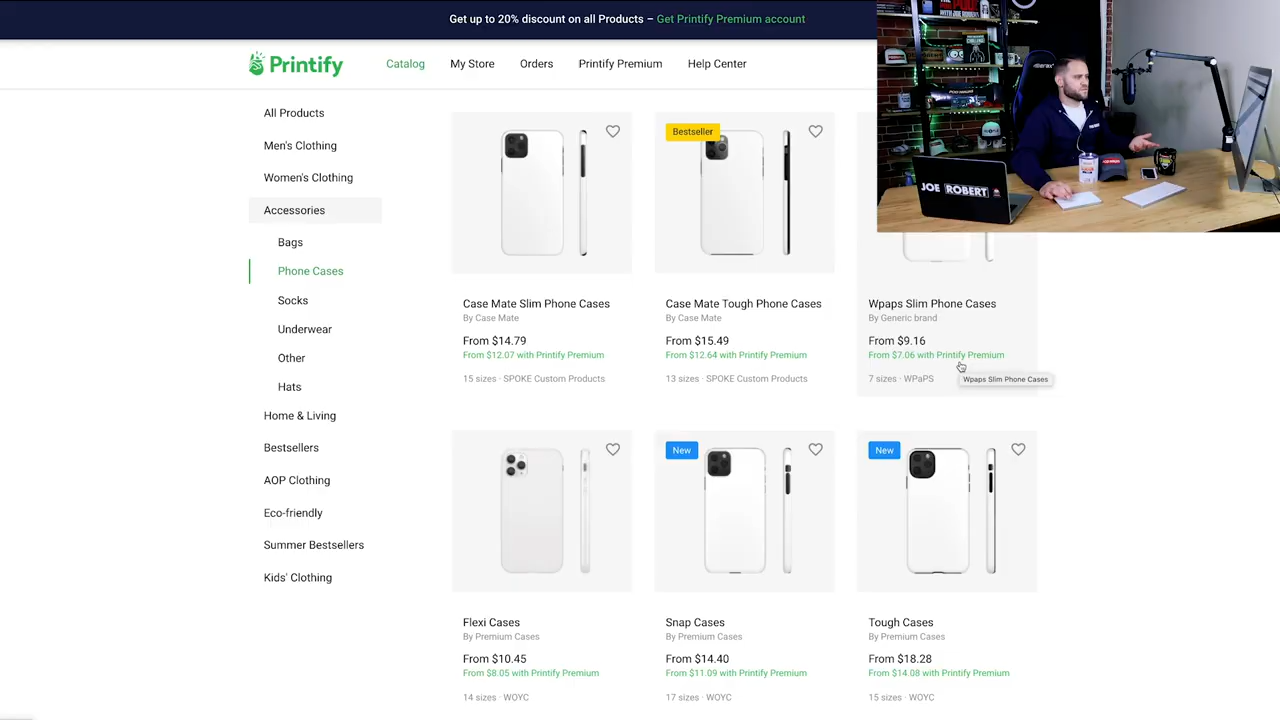 Get up to 20% discount on all Products – Get Printify Premium account
Printify
Catalog
My Store
Orders
Printify Premium
Help Center
All Products
Men's Clothing
Women's Clothing
Accessories
Bags
Phone Cases
Socks
Underwear
Other
Hats
Home & Living
Bestsellers
AOP Clothing
Eco-friendly
Summer Bestsellers
Kids' Clothing
Case Mate Slim Phone Cases
By Case Mate
From $14.79
From $12.07 with Printify Premium
15 sizes · SPOKE Custom Products
Bestseller
Case Mate Tough Phone Cases
By Case Mate
From $15.49
From $12.64 with Printify Premium
13 sizes · SPOKE Custom Products
Wpaps Slim Phone Cases
By Generic brand
From $9.16
From $7.06 with Printify Premium
7 sizes · WPaPS
Wpaps Slim Phone Cases
Flexi Cases
By Premium Cases
From $10.45
From $8.05 with Printify Premium
14 sizes · WOYC
New
Snap Cases
By Premium Cases
From $14.40
From $11.09 with Printify Premium
17 sizes · WOYC
New
Tough Cases
By Premium Cases
From $18.28
From $14.08 with Printify Premium
15 sizes · WOYC
JOE ROBERT